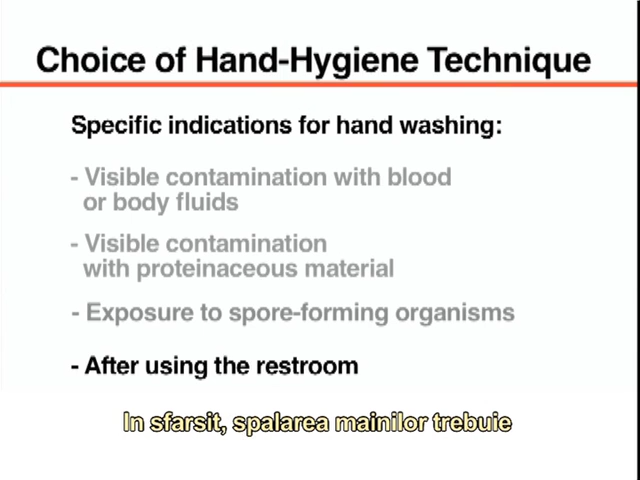 Choice of Hand-Hygiene Technique
Specific indications for hand washing:
- Visible contamination with blood
or body fluids
- Visible contamination
with proteinaceous material
- Exposure to spore-forming organisms
- After using the restroom
In sfarsit, spalarea mainilor trebuie